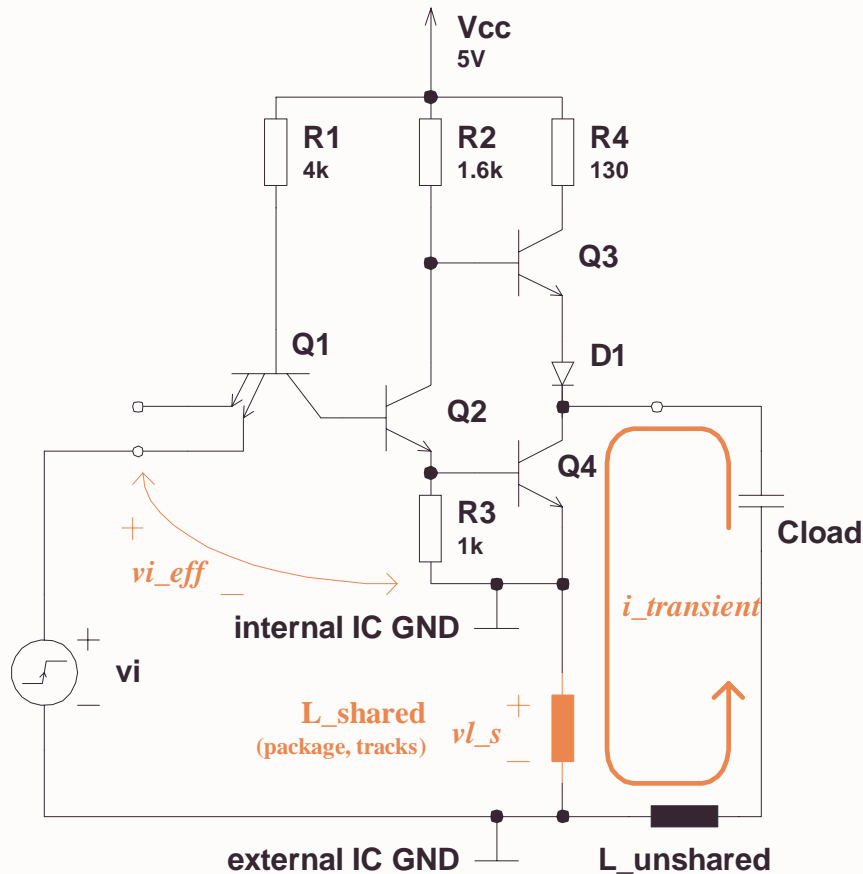 Vcc
5V
R1
4k
R2
1.6k
R4
130
Q3
Q1
D1
Q2
Q4
R3
1k
Cload
+
vi_eff
_
i_transient
internal IC GND
+
vi
_
L_shared
(package, tracks)
+
vl_s
_
external IC GND
L_unshared